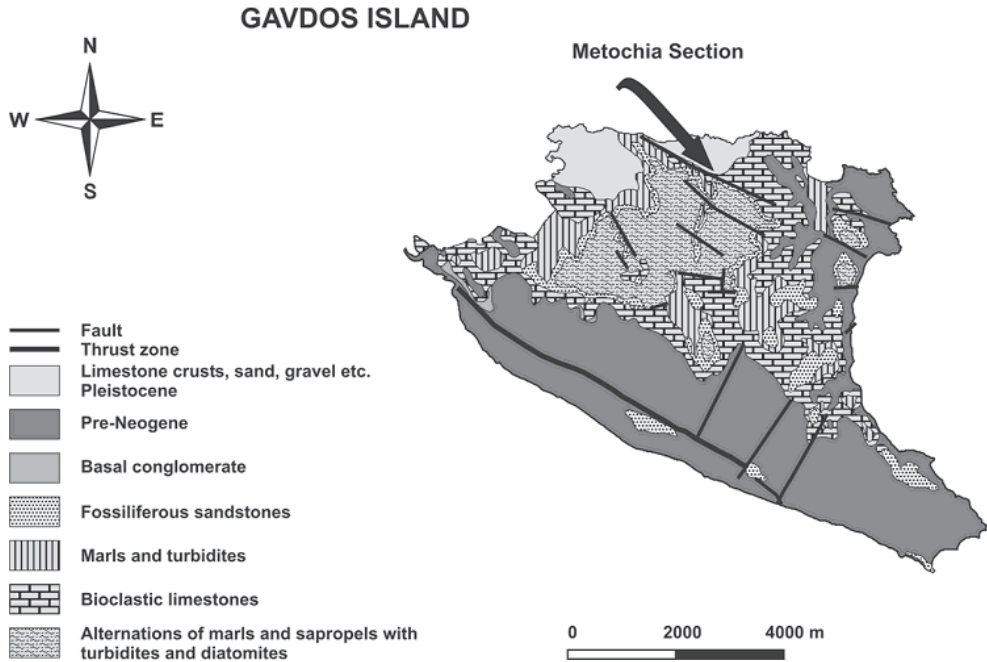 GAVDOS ISLAND
N
W E
S
Metochia Section
Fault
Thrust zone
Limestone crusts, sand, gravel etc.
Pleistocene
Pre-Neogene
Basal conglomerate
Fossiliferous sandstones
Marls and turbidites
Bioclastic limestones
Alternations of marls and sapropels with
turbidites and diatomites
0 2000 4000 m